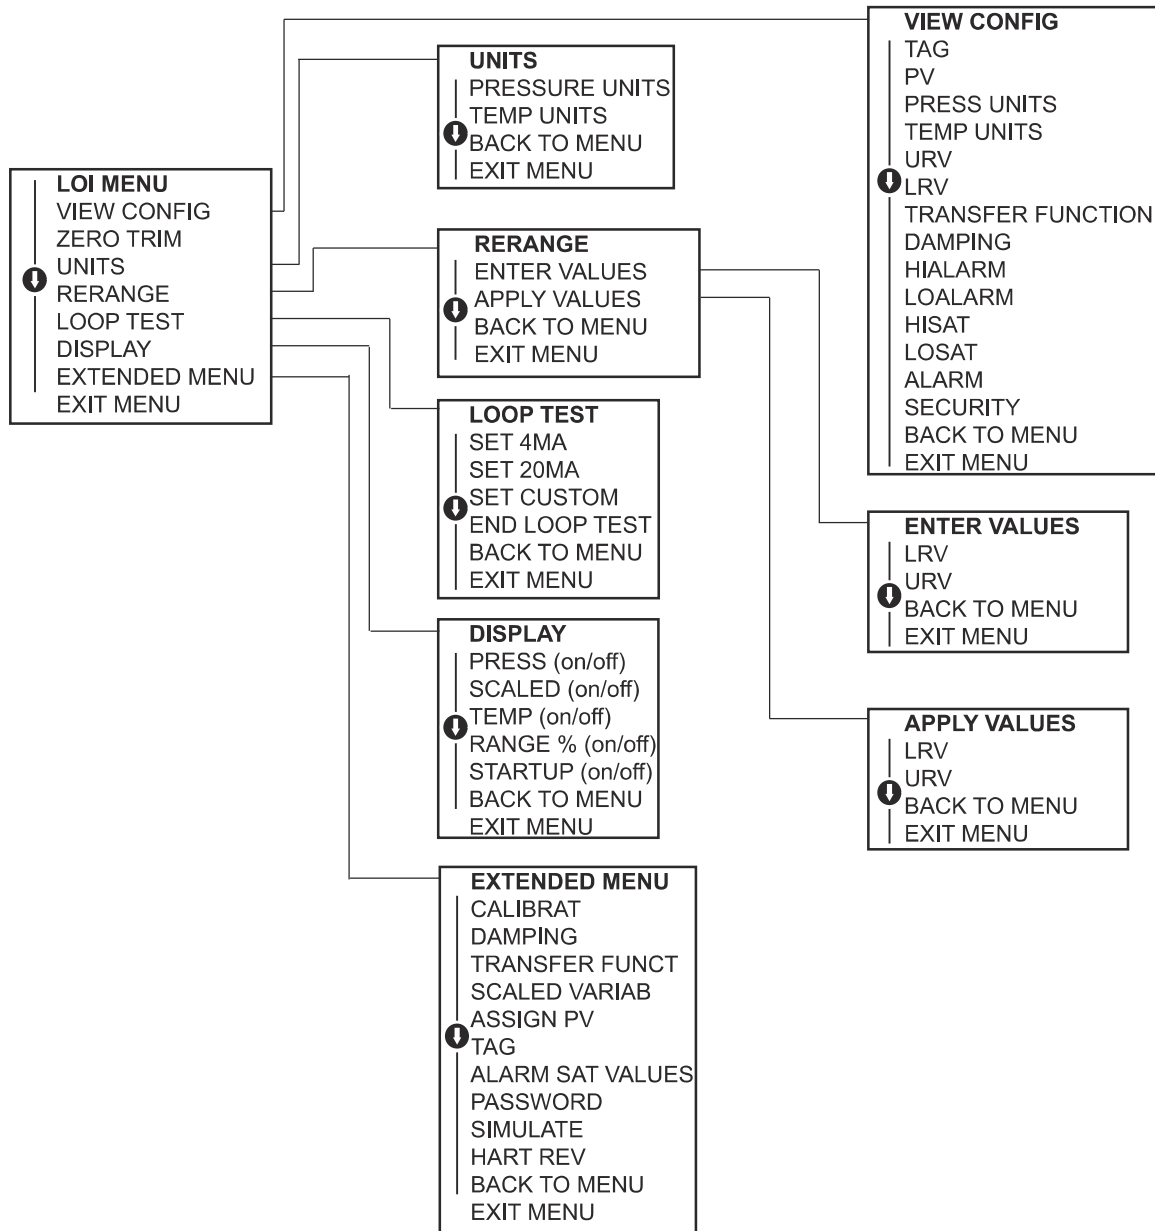 LOI MENU
VIEW CONFIG
ZERO TRIM
UNITS
RERANGE
LOOP TEST
DISPLAY
EXTENDED MENU
EXIT MENU
UNITS
PRESSURE UNITS
TEMP UNITS
BACK TO MENU
EXIT MENU
RERANGE
ENTER VALUES
APPLY VALUES
BACK TO MENU
EXIT MENU
LOOP TEST
SET 4MA
SET 20MA
SET CUSTOM
END LOOP TEST
BACK TO MENU
EXIT MENU
DISPLAY
PRESS (on/off)
SCALED (on/off)
TEMP (on/off)
RANGE % (on/off)
STARTUP (on/off)
BACK TO MENU
EXIT MENU
EXTENDED MENU
CALIBRAT
DAMPING
TRANSFER FUNCT
SCALED VARIAB
ASSIGN PV
TAG
ALARM SAT VALUES
PASSWORD
SIMULATE
HART REV
BACK TO MENU
EXIT MENU
VIEW CONFIG
TAG
PV
PRESS UNITS
TEMP UNITS
URV
LRV
TRANSFER FUNCTION
DAMPING
HIALARM
LOALARM
HISAT
LOSAT
ALARM
SECURITY
BACK TO MENU
EXIT MENU
ENTER VALUES
LRV
URV
BACK TO MENU
EXIT MENU
APPLY VALUES
LRV
URV
BACK TO MENU
EXIT MENU